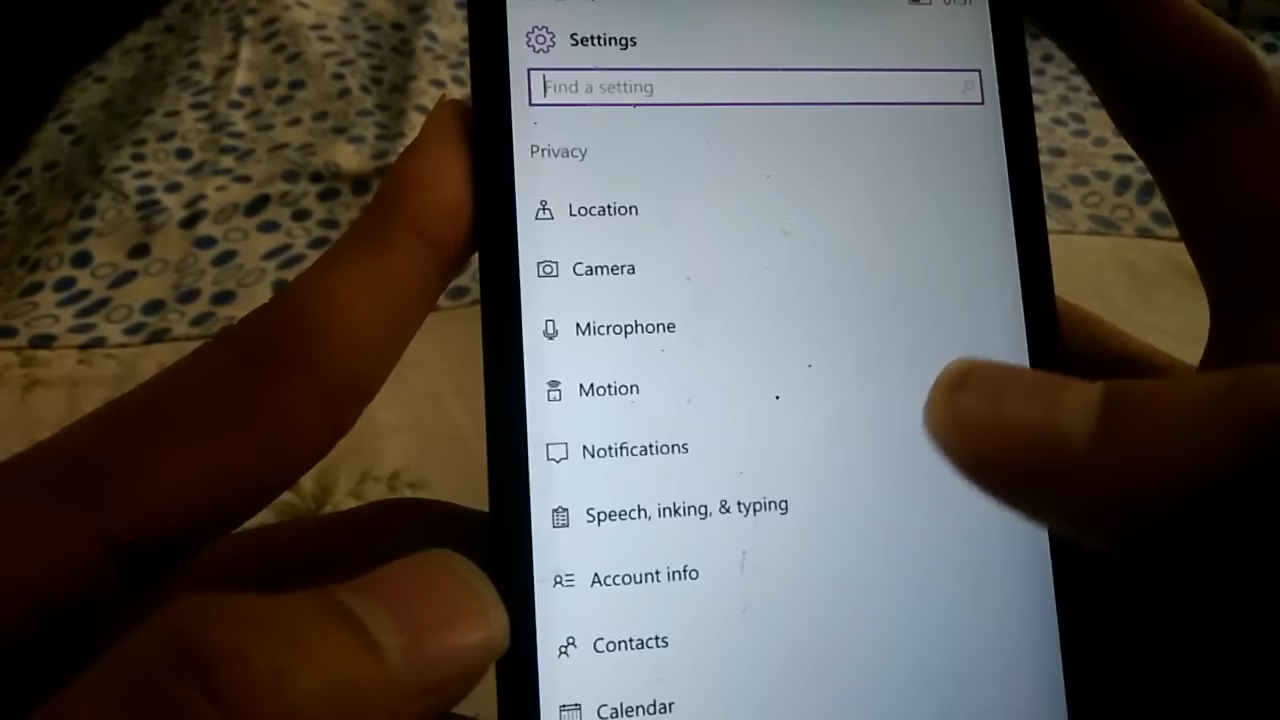 Settings
Find a setting
Privacy
Location
Camera
Microphone
Motion
Notifications
Speech, inking, & typing
Account info
Contacts
Calendar